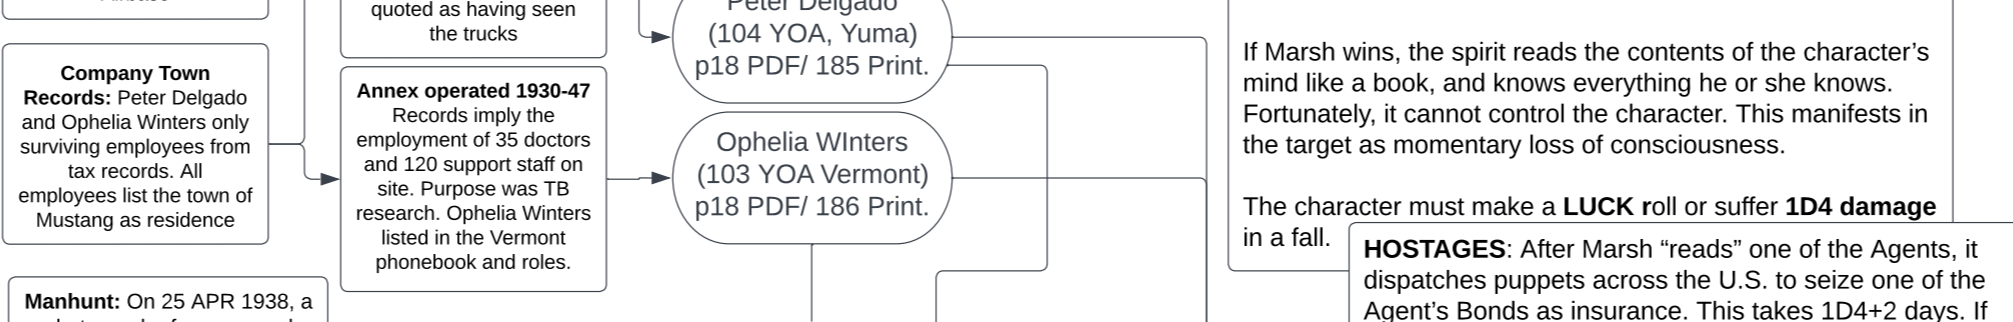 quoted as having seen
the trucks
Company Town
Records: Peter Delgado
and Ophelia Winters only
surviving employees from
tax records. All
employees list the town of
Mustang as residence
Annex operated 1930-47
Records imply the
employment of 35 doctors
and 120 support staff on
site. Purpose was TB
research. Ophelia Winters
listed in the Vermont
phonebook and roles.
Manhunt: On 25 APR 1938, a
Peter Delgado
(104 YOA, Yuma)
p18 PDF/ 185 Print.
Ophelia WInters
(103 YOA Vermont)
p18 PDF/ 186 Print.
If Marsh wins, the spirit reads the contents of the character’s
mind like a book, and knows everything he or she knows.
Fortunately, it cannot control the character. This manifests in
the target as momentary loss of consciousness.
The character must make a LUCK roll or suffer 1D4 damage
in a fall.
HOSTAGES: After Marsh “reads” one of the Agents, it
dispatches puppets across the U.S. to seize one of the
Agent’s Bonds as insurance. This takes 1D4+2 days. If